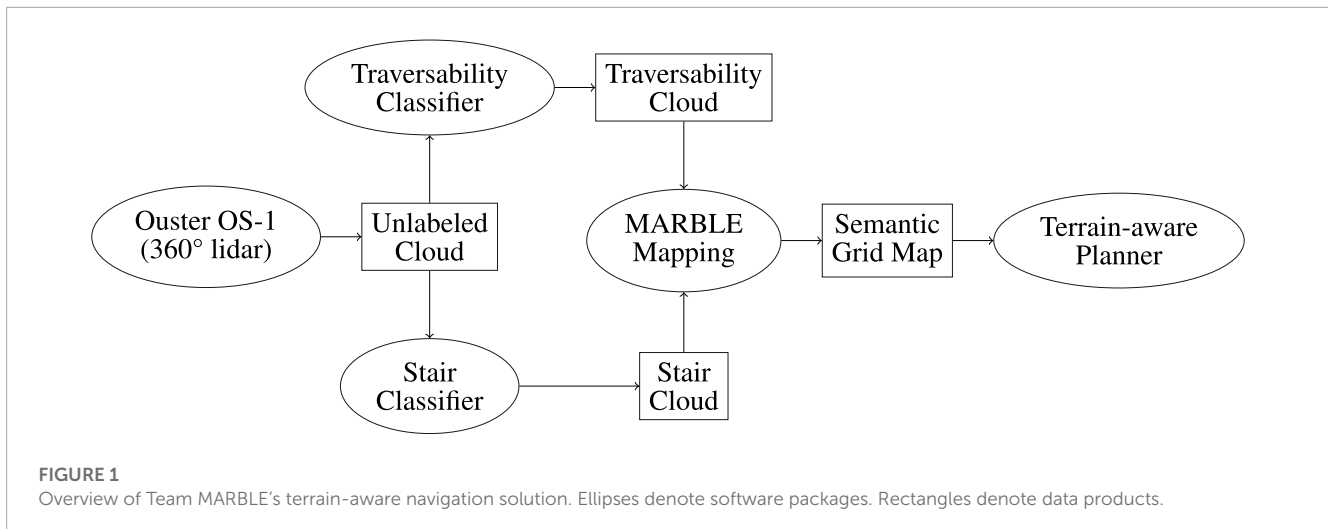 Traversability
Classifier
Traversability
Cloud
Ouster OS-1
(360° lidar)
Unlabeled
Cloud
MARBLE
Mapping
Semantic
Grid Map
Terrain-aware
Planner
Stair
Classifier
Stair
Cloud
FIGURE 1
Overview of Team MARBLE’s terrain-aware navigation solution. Ellipses denote software packages. Rectangles denote data products.